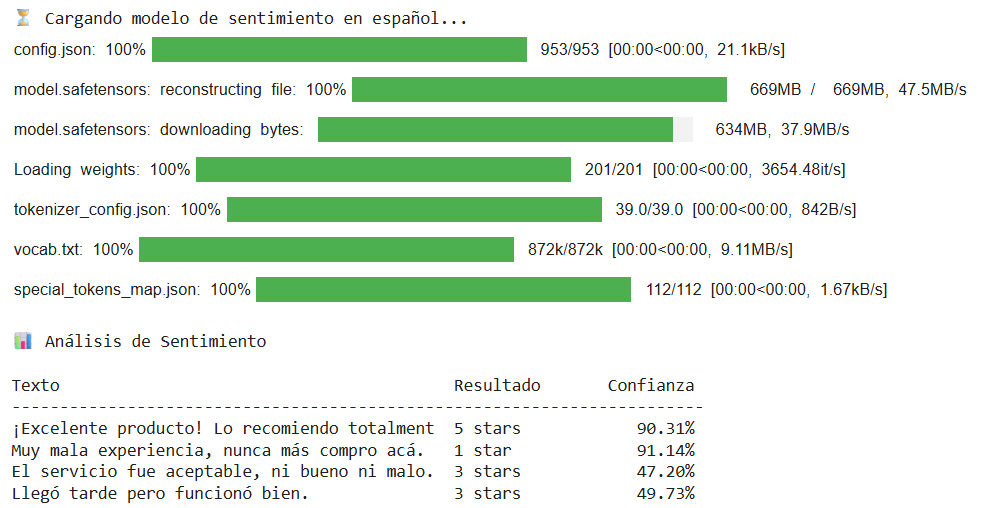 ⏳ Cargando modelo de sentimiento en español...
config.json: 100% 953/953 [00:00<00:00, 21.1kB/s]
model.safetensors: reconstructing file: 100% 669MB / 669MB, 47.5MB/s
model.safetensors: downloading bytes: 634MB, 37.9MB/s
Loading weights: 100% 201/201 [00:00<00:00, 3654.48it/s]
tokenizer_config.json: 100% 39.0/39.0 [00:00<00:00, 842B/s]
vocab.txt: 100% 872k/872k [00:00<00:00, 9.11MB/s]
special_tokens_map.json: 100% 112/112 [00:00<00:00, 1.67kB/s]
📊 Análisis de Sentimiento
Texto Resultado Confianza
------------------------------------------------------------------------
¡Excelente producto! Lo recomiendo totalment 5 stars 90.31%
Muy mala experiencia, nunca más compro acá. 1 star 91.14%
El servicio fue aceptable, ni bueno ni malo. 3 stars 47.20%
Llegó tarde pero funcionó bien. 3 stars 49.73%